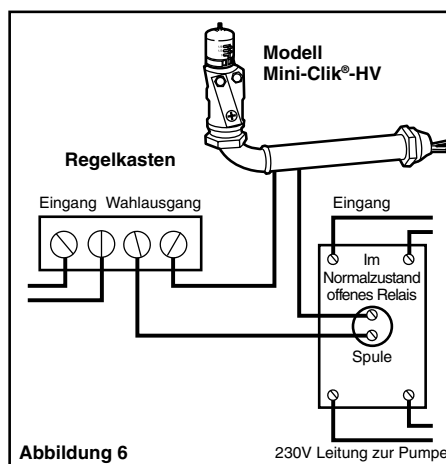 Modell
Mini-Clik®-HV
Regelkasten
Eingang Wahlausgang
Eingang
Im
Normalzustand
offenes Relais
Spule
Abbildung 6
230V Leitung zur Pumpe